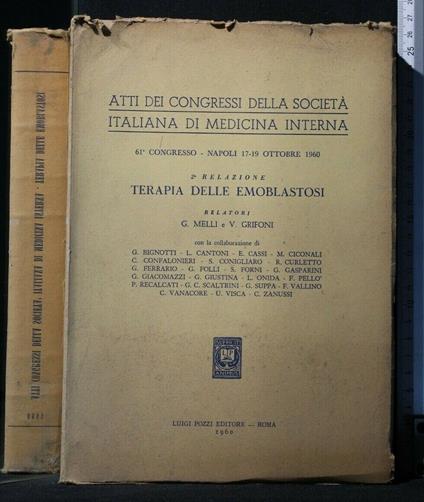 ATTI DEI CONGRESSI DELLA SOCIETÀ
ITALIANA DI MEDICINA INTERNA
61° CONGRESSO - NAPOLI 17-19 OTTOBRE 1960
2ª RELAZIONE
TERAPIA DELLE EMOBLASTOSI
RELATORI
G. MELLI e V. GRIFONI
con la collaborazione di
G. BIGNOTTI - L. CANTONI - E. CASSI - M. CICONALI
C. CONFALONIERI - S. CONIGLIARO - R. CURLETTO
G. FERRARIO - G. FOLLI - S. FORNI - G. GASPARINI
G. GIACOMAZZI - G. GIUSTINA - L. ONIDA - F. PELLO'
P. RECALCATI - G. C. SCALTRINI - G. SUPPA - F. VALLINO
C. VANACORE - U. VISCA - C. ZANUSSI
LUIGI POZZI EDITORE — ROMA
1960